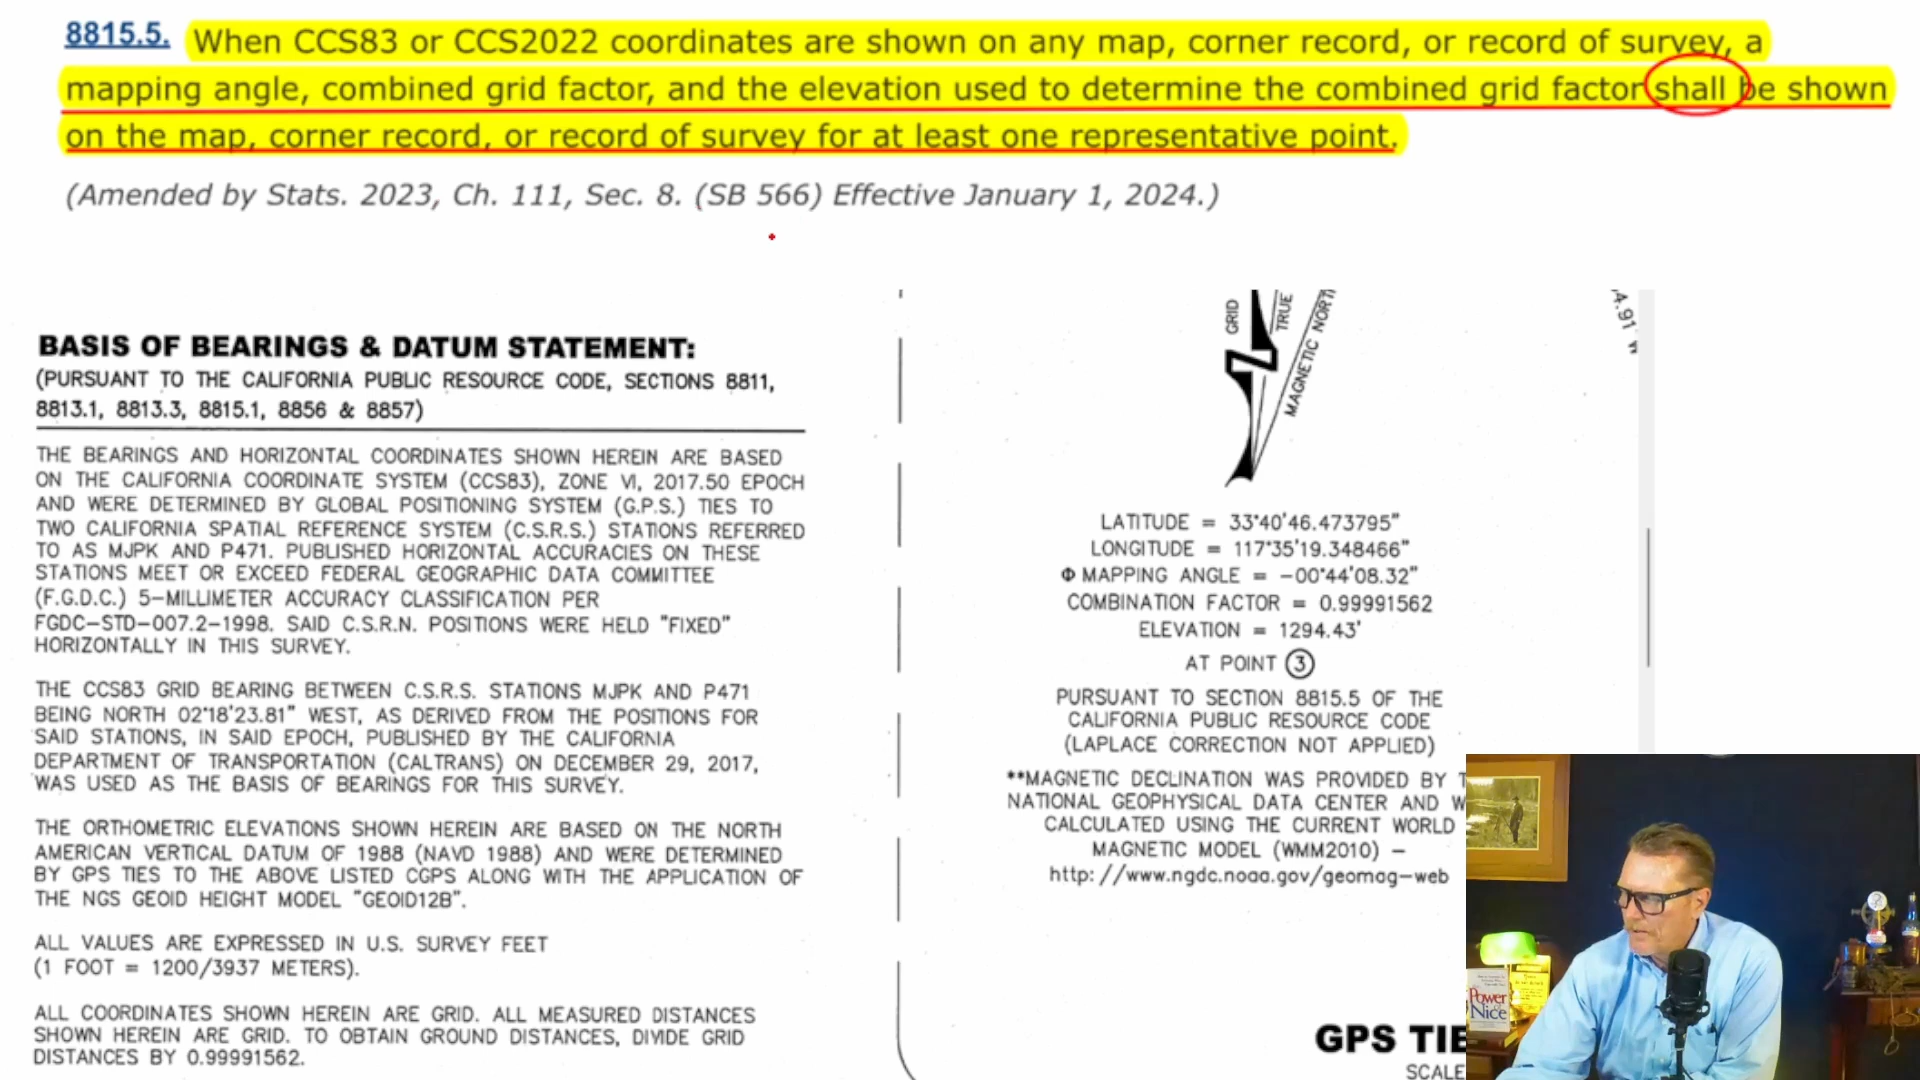 8815.5. When CCS83 or CCS2022 coordinates are shown on any map, corner record, or record of survey, a
mapping angle, combined grid factor, and the elevation used to determine the combined grid factor shall be shown
on the map, corner record, or record of survey for at least one representative point.
(Amended by Stats. 2023, Ch. 111, Sec. 8. (SB 566) Effective January 1, 2024.)
BASIS OF BEARINGS & DATUM STATEMENT:
(PURSUANT TO THE CALIFORNIA PUBLIC RESOURCE CODE, SECTIONS 8811,
8813.1, 8813.3, 8815.1, 8856 & 8857)
THE BEARINGS AND HORIZONTAL COORDINATES SHOWN HEREIN ARE BASED
ON THE CALIFORNIA COORDINATE SYSTEM (CCS83), ZONE VI, 2017.50 EPOCH
AND WERE DETERMINED BY GLOBAL POSITIONING SYSTEM (G.P.S.) TIES TO
TWO CALIFORNIA SPATIAL REFERENCE SYSTEM (C.S.R.S.) STATIONS REFERRED
TO AS MJPK AND P471. PUBLISHED HORIZONTAL ACCURACIES ON THESE
STATIONS MEET OR EXCEED FEDERAL GEOGRAPHIC DATA COMMITTEE
(F.G.D.C.) 5-MILLIMETER ACCURACY CLASSIFICATION PER
FGDC-STD-007.2-1998. SAID C.S.R.N. POSITIONS WERE HELD "FIXED"
HORIZONTALLY IN THIS SURVEY.
THE CCS83 GRID BEARING BETWEEN C.S.R.S. STATIONS MJPK AND P471
BEING NORTH 02°18'23.81" WEST, AS DERIVED FROM THE POSITIONS FOR
SAID STATIONS, IN SAID EPOCH, PUBLISHED BY THE CALIFORNIA
DEPARTMENT OF TRANSPORTATION (CALTRANS) ON DECEMBER 29, 2017,
WAS USED AS THE BASIS OF BEARINGS FOR THIS SURVEY.
THE ORTHOMETRIC ELEVATIONS SHOWN HEREIN ARE BASED ON THE NORTH
AMERICAN VERTICAL DATUM OF 1988 (NAVD 1988) AND WERE DETERMINED
BY GPS TIES TO THE ABOVE LISTED CGPS ALONG WITH THE APPLICATION OF
THE NGS GEOID HEIGHT MODEL "GEOID12B".
ALL VALUES ARE EXPRESSED IN U.S. SURVEY FEET
(1 FOOT = 1200/3937 METERS).
ALL COORDINATES SHOWN HEREIN ARE GRID. ALL MEASURED DISTANCES
SHOWN HEREIN ARE GRID. TO OBTAIN GROUND DISTANCES, DIVIDE GRID
DISTANCES BY 0.99991562.
GRID
TRUE
MAGNETIC NORTH
4.91' W
LATITUDE = 33°40'46.473795"
LONGITUDE = 117°35'19.348466"
Φ MAPPING ANGLE = -00°44'08.32"
COMBINATION FACTOR = 0.99991562
ELEVATION = 1294.43'
AT POINT 3
PURSUANT TO SECTION 8815.5 OF THE
CALIFORNIA PUBLIC RESOURCE CODE
(LAPLACE CORRECTION NOT APPLIED)
**MAGNETIC DECLINATION WAS PROVIDED BY T
NATIONAL GEOPHYSICAL DATA CENTER AND W
CALCULATED USING THE CURRENT WORLD
MAGNETIC MODEL (WMM2010) -
http://www.ngdc.noaa.gov/geomag-web
GPS TIE
SCALE
Power
of
Nice